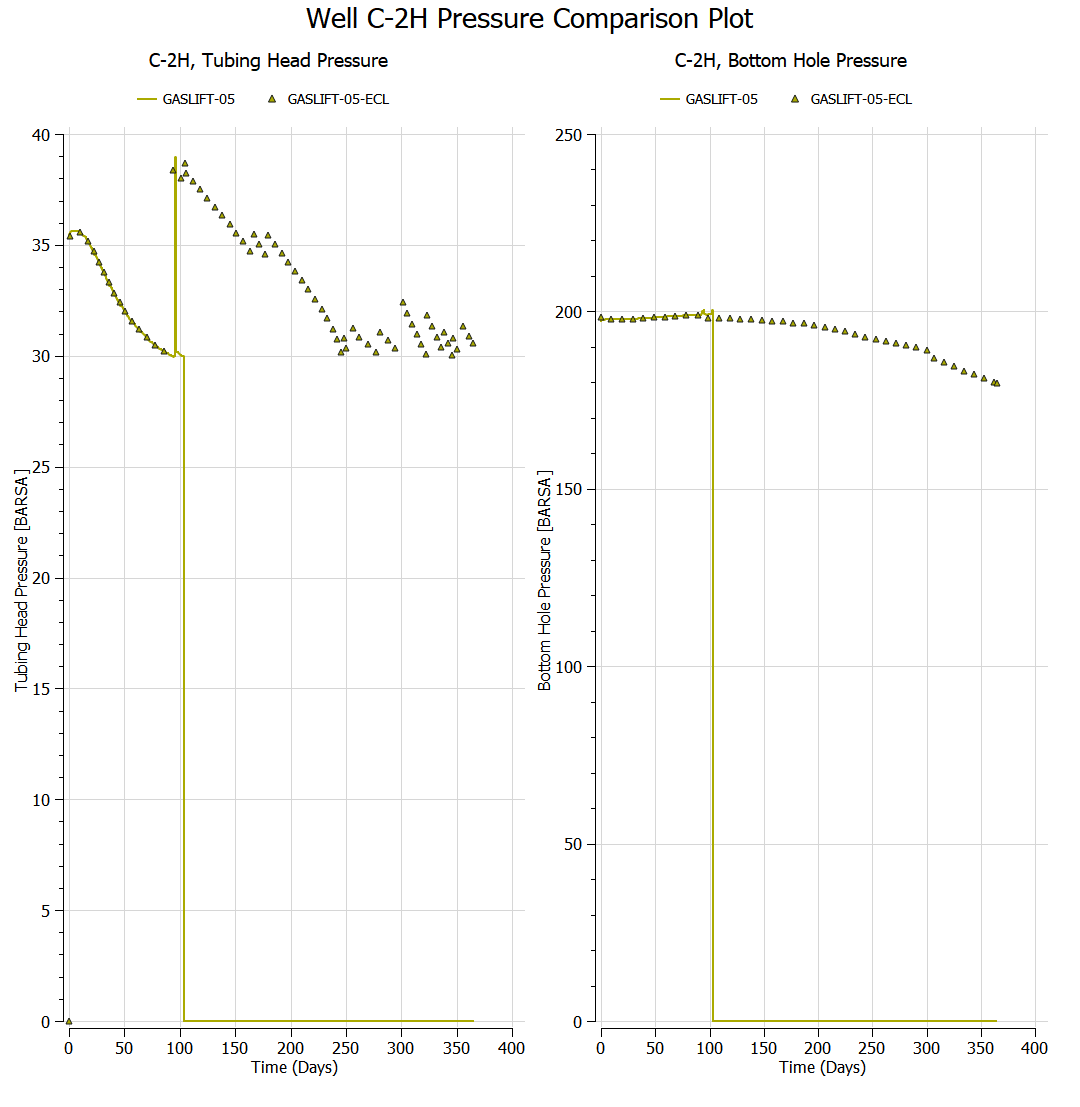 Well C-2H Pressure Comparison Plot
C-2H, Tubing Head Pressure
GASLIFT-05 GASLIFT-05-ECL
40
35
30
25
20
15
10
5
0
Tubing Head Pressure [BARSA]
0 50 100 150 200 250 300 350 400
Time (Days)
C-2H, Bottom Hole Pressure
GASLIFT-05 GASLIFT-05-ECL
250
200
150
100
50
0
Bottom Hole Pressure [BARSA]
0 50 100 150 200 250 300 350 400
Time (Days)